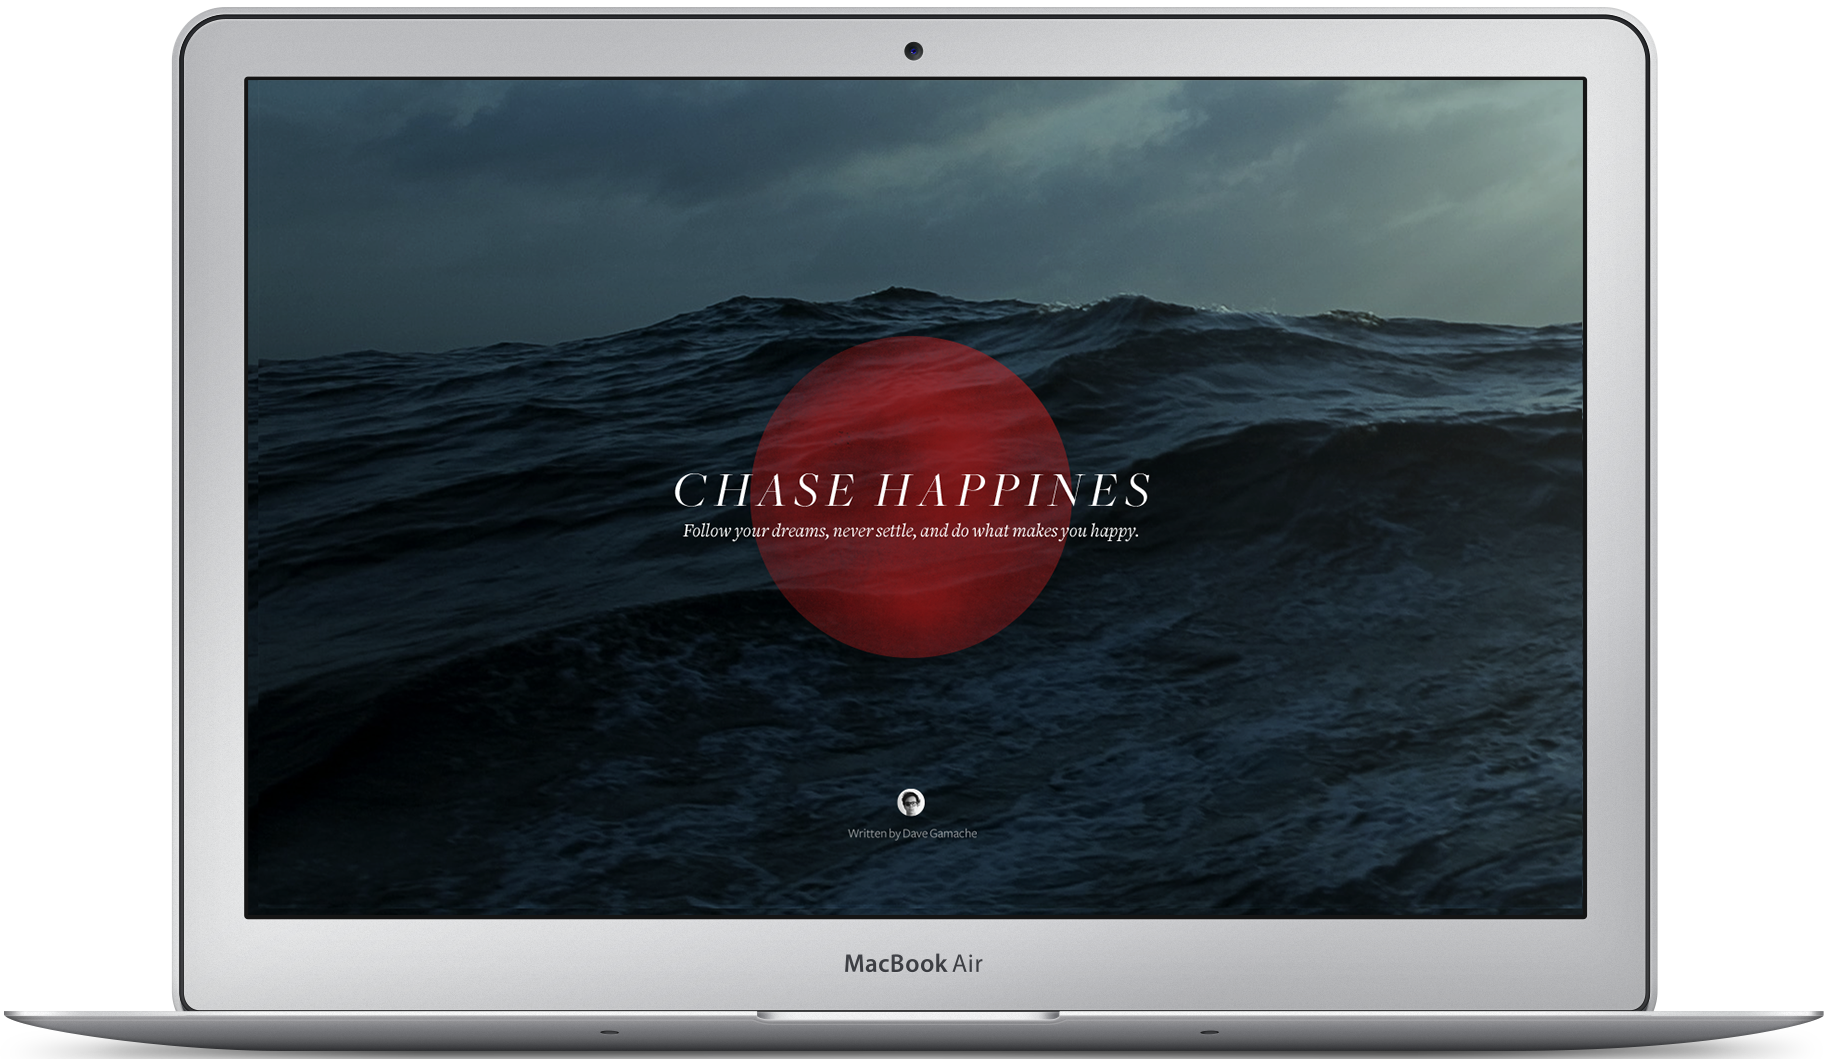 CHASE HAPPINES
Follow your dreams, never settle, and do what makes you happy.
Written by Dave Gamache
MacBook Air